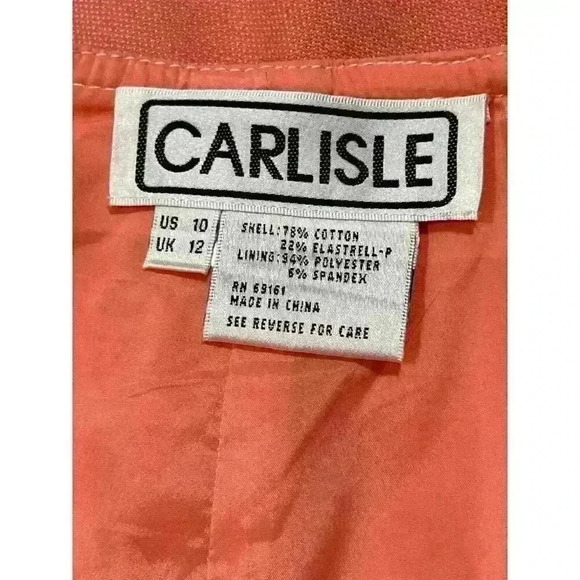 CARLISLE
US 10
UK 12
SHELL: 78% COTTON
22% ELASTRELL-P
LINING: 94% POLYESTER
6% SPANDEX
RN 69161
MADE IN CHINA
SEE REVERSE FOR CARE